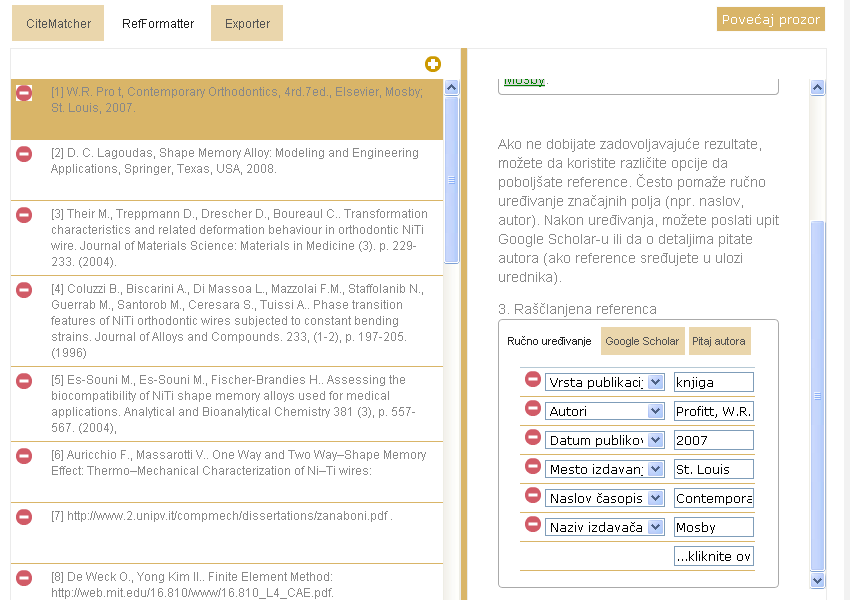 CiteMatcher
RefFormatter
Exporter
Povećaj prozor
[1] W.R. Pro t, Contemporary Orthodontics, 4rd.7ed., Elsevier, Mosby;
St. Louis, 2007.
[2] D. C. Lagoudas, Shape Memory Alloy: Modeling and Engineering
Applications, Springer, Texas, USA, 2008.
[3] Their M., Treppmann D., Drescher D., Boureaul C.. Transformation
characteristics and related deformation behaviour in orthodontic NiTi
wire. Journal of Materials Science: Materials in Medicine (3). p. 229-
233. (2004).
[4] Coluzzi B., Biscarini A., Di Massoa L., Mazzolai F.M., Staffolanib N.,
Guerrab M., Santorob M., Ceresara S., Tuissi A.. Phase transition
features of NiTi orthodontic wires subjected to constant bending
strains. Journal of Alloys and Compounds. 233, (1-2), p. 197-205.
(1996)
[5] Es-Souni M., Es-Souni M., Fischer-Brandies H.. Assessing the
biocompatibility of NiTi shape memory alloys used for medical
applications. Analytical and Bioanalytical Chemistry 381 (3), p. 557-
567. (2004),
[6] Auricchio F., Massarotti V.. One Way and Two Way–Shape Memory
Effect: Thermo–Mechanical Characterization of Ni–Ti wires:
[7] http://www.2.unipv.it/compmech/dissertations/zanaboni.pdf .
[8] De Weck O., Yong Kim II.. Finite Element Method:
http://web.mit.edu/16.810/www/16.810_L4_CAE.pdf.
Mosby.
Ako ne dobijate zadovoljavajuće rezultate,
možete da koristite različite opcije da
poboljšate reference. Često pomaže ručno
uređivanje značajnih polja (npr. naslov,
autor). Nakon uređivanja, možete poslati upit
Google Scholar-u ili da o detaljima pitate
autora (ako reference sređujete u ulozi
urednika).
3. Raščlanjena referenca
Ručno uređivanje
Google Scholar
Pitaj autora
Vrsta publikacij knjiga
Autori Profitt, W.R.
Datum publikov 2007
Mesto izdavanj St. Louis
Naslov časopis Contempora
Naziv izdavača Mosby
...kliknite ov